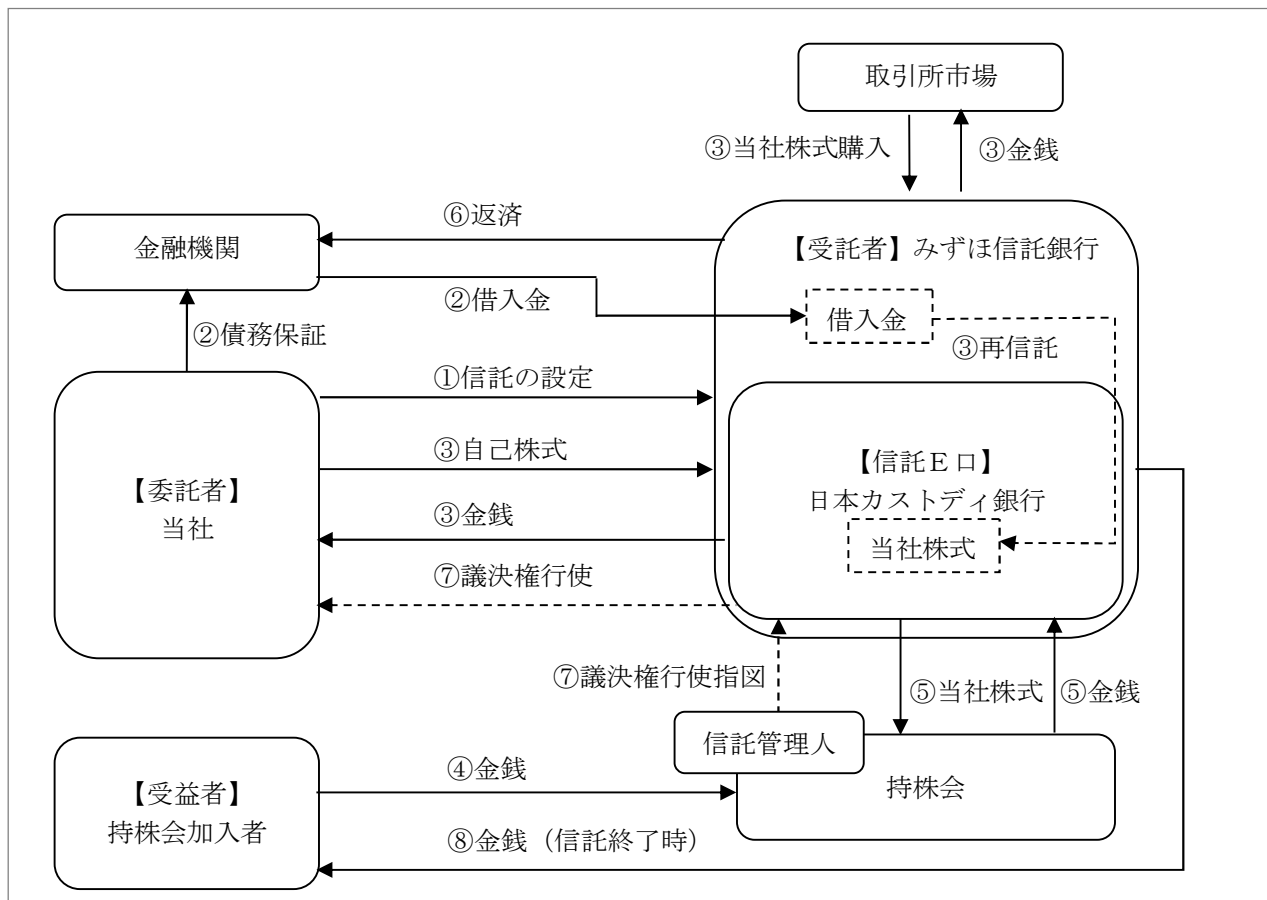 取引所市場
③当社株式購入
③金銭
⑥返済
金融機関
【受託者】みずほ信託銀行
②借入金
借入金
②債務保証
③再信託
①信託の設定
③自己株式
【信託Ｅ口】
日本カストディ銀行
【委託者】
当社
③金銭
当社株式
⑦議決権行使
⑦議決権行使指図
⑤当社株式
⑤金銭
信託管理人
④金銭
持株会
【受益者】
持株会加入者
⑧金銭（信託終了時）